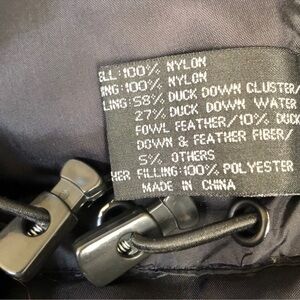 ELL:100% NYLON
ING:100% NYLON
LING:58% DUCK DOWN CLUSTER/
27% DUCK DOWN WATER
FOWL FEATHER/10% DUCK
DOWN & FEATHER FIBER/
5% OTHERS
HER FILLING:100% POLYESTER
MADE IN CHINA